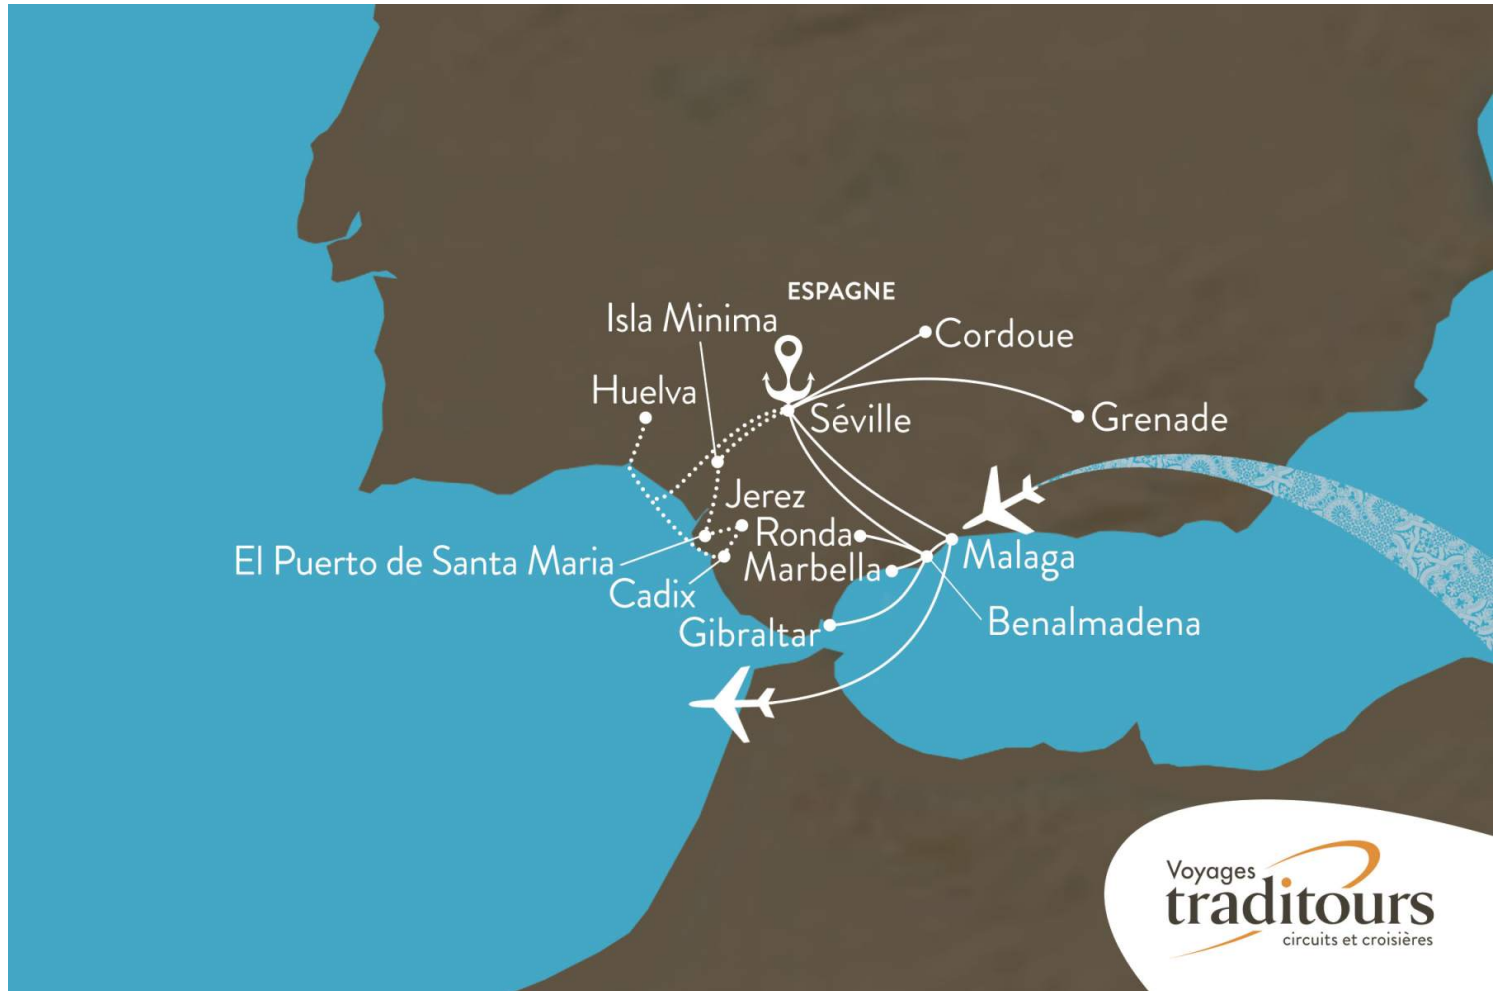 ESPAGNE
Isla Minima
Cordoue
Huelva
Séville
Grenade
Jerez
Ronda
El Puerto de Santa Maria
Marbella
Malaga
Cadix
Gibraltar
Benalmadena
Voyages
traditours
circuits et croisières